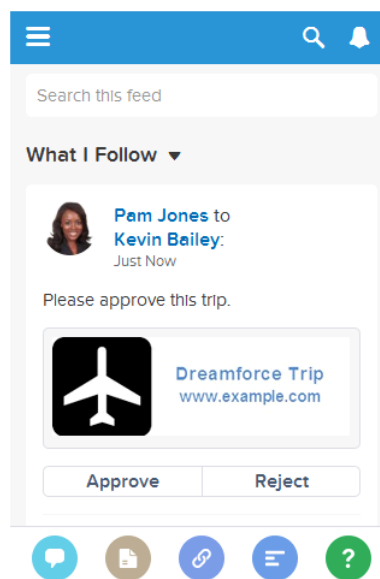 Search this feed
What I Follow
Pam Jones to
Kevin Bailey:
Just Now
Please approve this trip.
Dreamforce Trip
www.example.com
Approve Reject
?